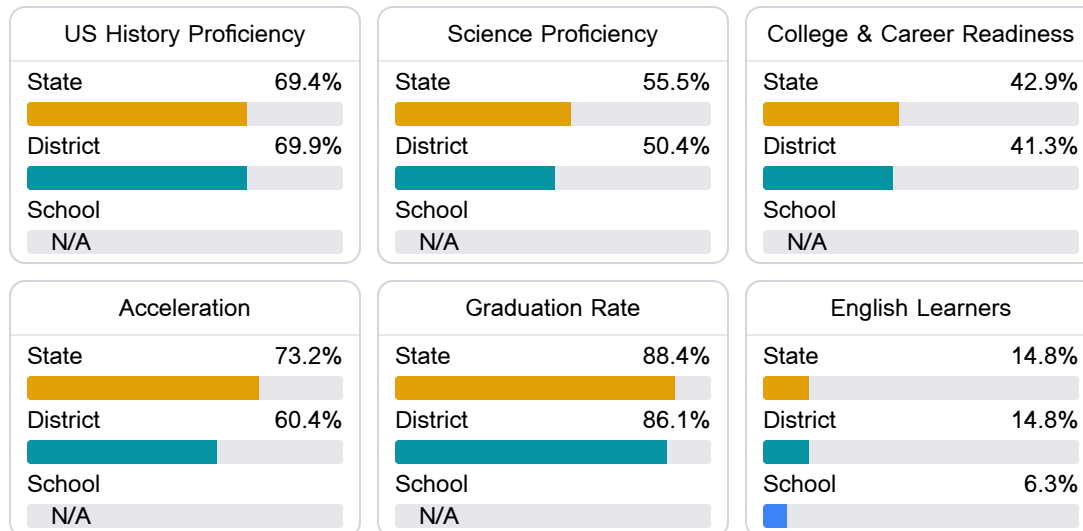 US History Proficiency
State 69.4%
District 69.9%
School
N/A
Science Proficiency
State 55.5%
District 50.4%
School
N/A
College & Career Readiness
State 42.9%
District 41.3%
School
N/A
Acceleration
State 73.2%
District 60.4%
School
N/A
Graduation Rate
State 88.4%
District 86.1%
School
N/A
English Learners
State 14.8%
District 14.8%
School 6.3%